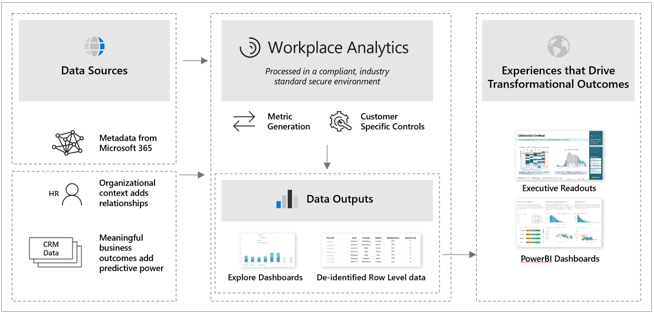 Data Sources
Metadata from
Microsoft 365
HR
Organizational
context adds
relationships
CRM
Data
Meaningful
business
outcomes add
predictive power
Workplace Analytics
Processed in a compliant, industry
standard secure environment
Metric
Generation
Customer
Specific Controls
Data Outputs
Explore Dashboards
De-identified Row Level data
Experiences that Drive
Transformational Outcomes
Executive Readouts
PowerBI Dashboards